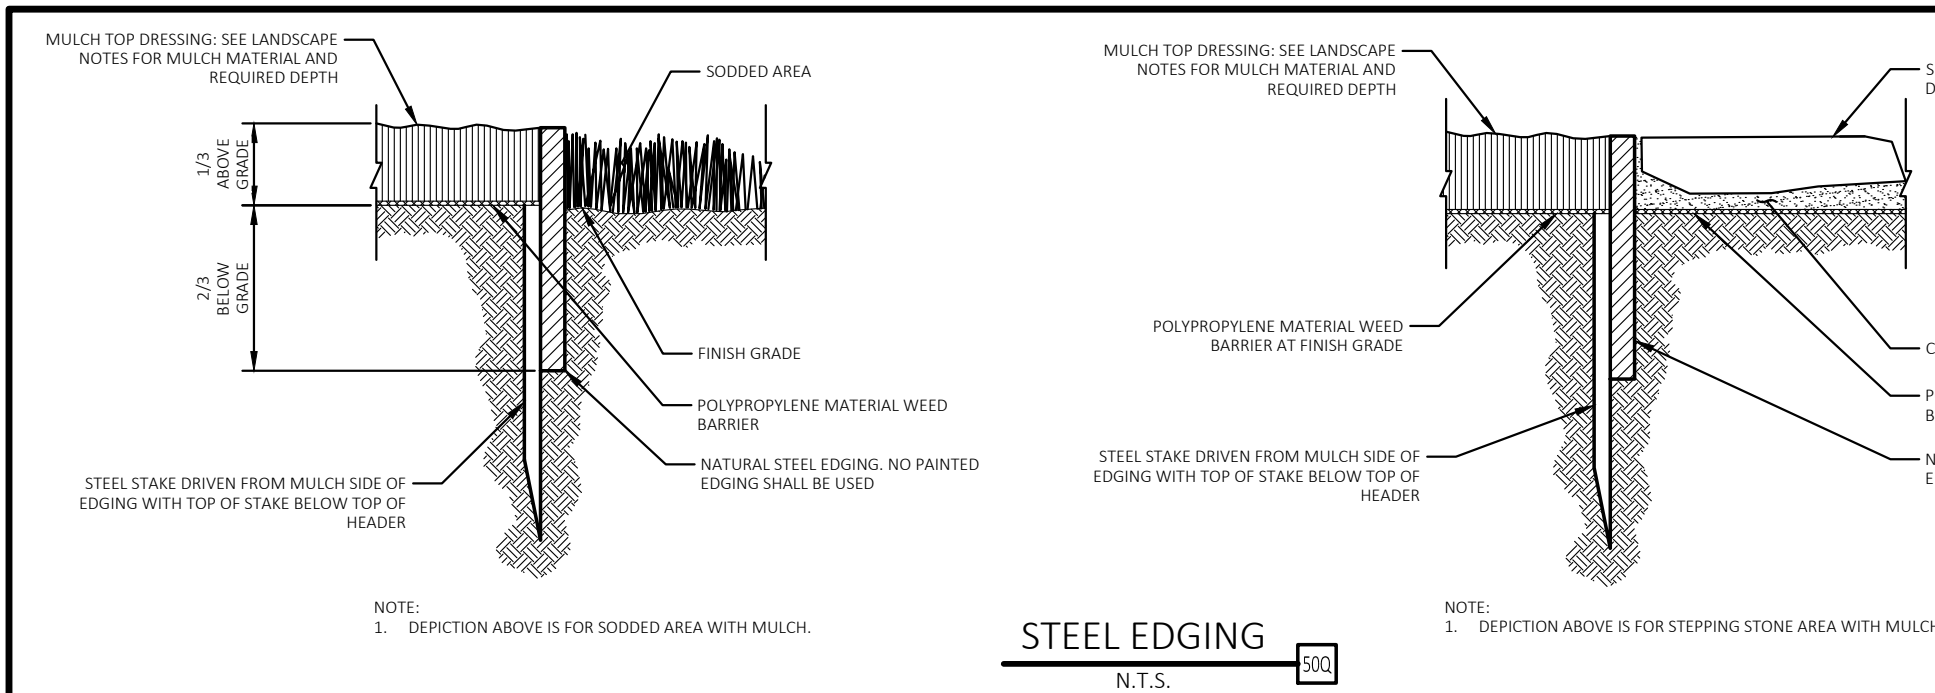 MULCH TOP DRESSING: SEE LANDSCAPE
NOTES FOR MULCH MATERIAL AND
REQUIRED DEPTH
SODDED AREA
1/3
ABOVE
GRADE
2/3
BELOW
GRADE
FINISH GRADE
POLYPROPYLENE MATERIAL WEED
BARRIER
NATURAL STEEL EDGING. NO PAINTED
EDGING SHALL BE USED
STEEL STAKE DRIVEN FROM MULCH SIDE OF
EDGING WITH TOP OF STAKE BELOW TOP OF
HEADER
NOTE:
1. DEPICTION ABOVE IS FOR SODDED AREA WITH MULCH.
STEEL EDGING
50Q
N.T.S.
MULCH TOP DRESSING: SEE LANDSCAPE
NOTES FOR MULCH MATERIAL AND
REQUIRED DEPTH
POLYPROPYLENE MATERIAL WEED
BARRIER AT FINISH GRADE
STEEL STAKE DRIVEN FROM MULCH SIDE OF
EDGING WITH TOP OF STAKE BELOW TOP OF
HEADER
NOTE:
1. DEPICTION ABOVE IS FOR STEPPING STONE AREA WITH MULCH